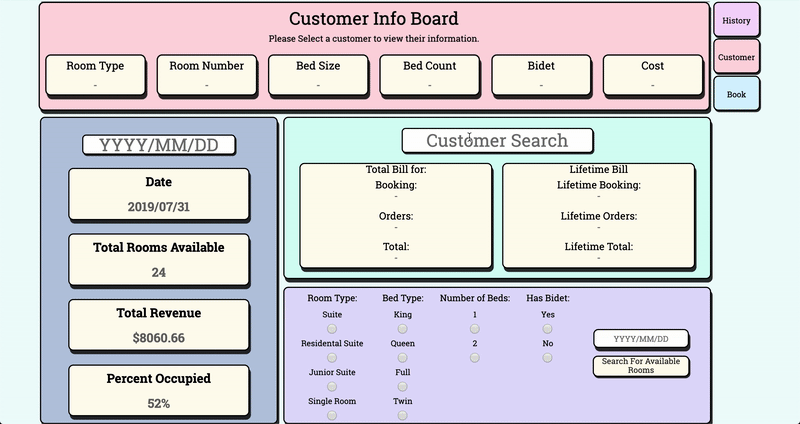 Customer Info Board
Please Select a customer to view their information.
Room Type
-
Room Number
-
Bed Size
-
Bed Count
-
Bidet
-
Cost
-
History
Customer
Book
YYYY/MM/DD
Date
2019/07/31
Total Rooms Available
24
Total Revenue
$8060.66
Percent Occupied
52%
Customer Search
Total Bill for:
Booking:
-
Orders:
-
Total:
-
Lifetime Bill
Lifetime Booking:
-
Lifetime Orders:
-
Lifetime Total:
-
Room Type:
Suite
Residental Suite
Junior Suite
Single Room
Bed Type:
King
Queen
Full
Twin
Number of Beds:
1
2
Has Bidet:
Yes
No
YYYY/MM/DD
Search For Available
Rooms